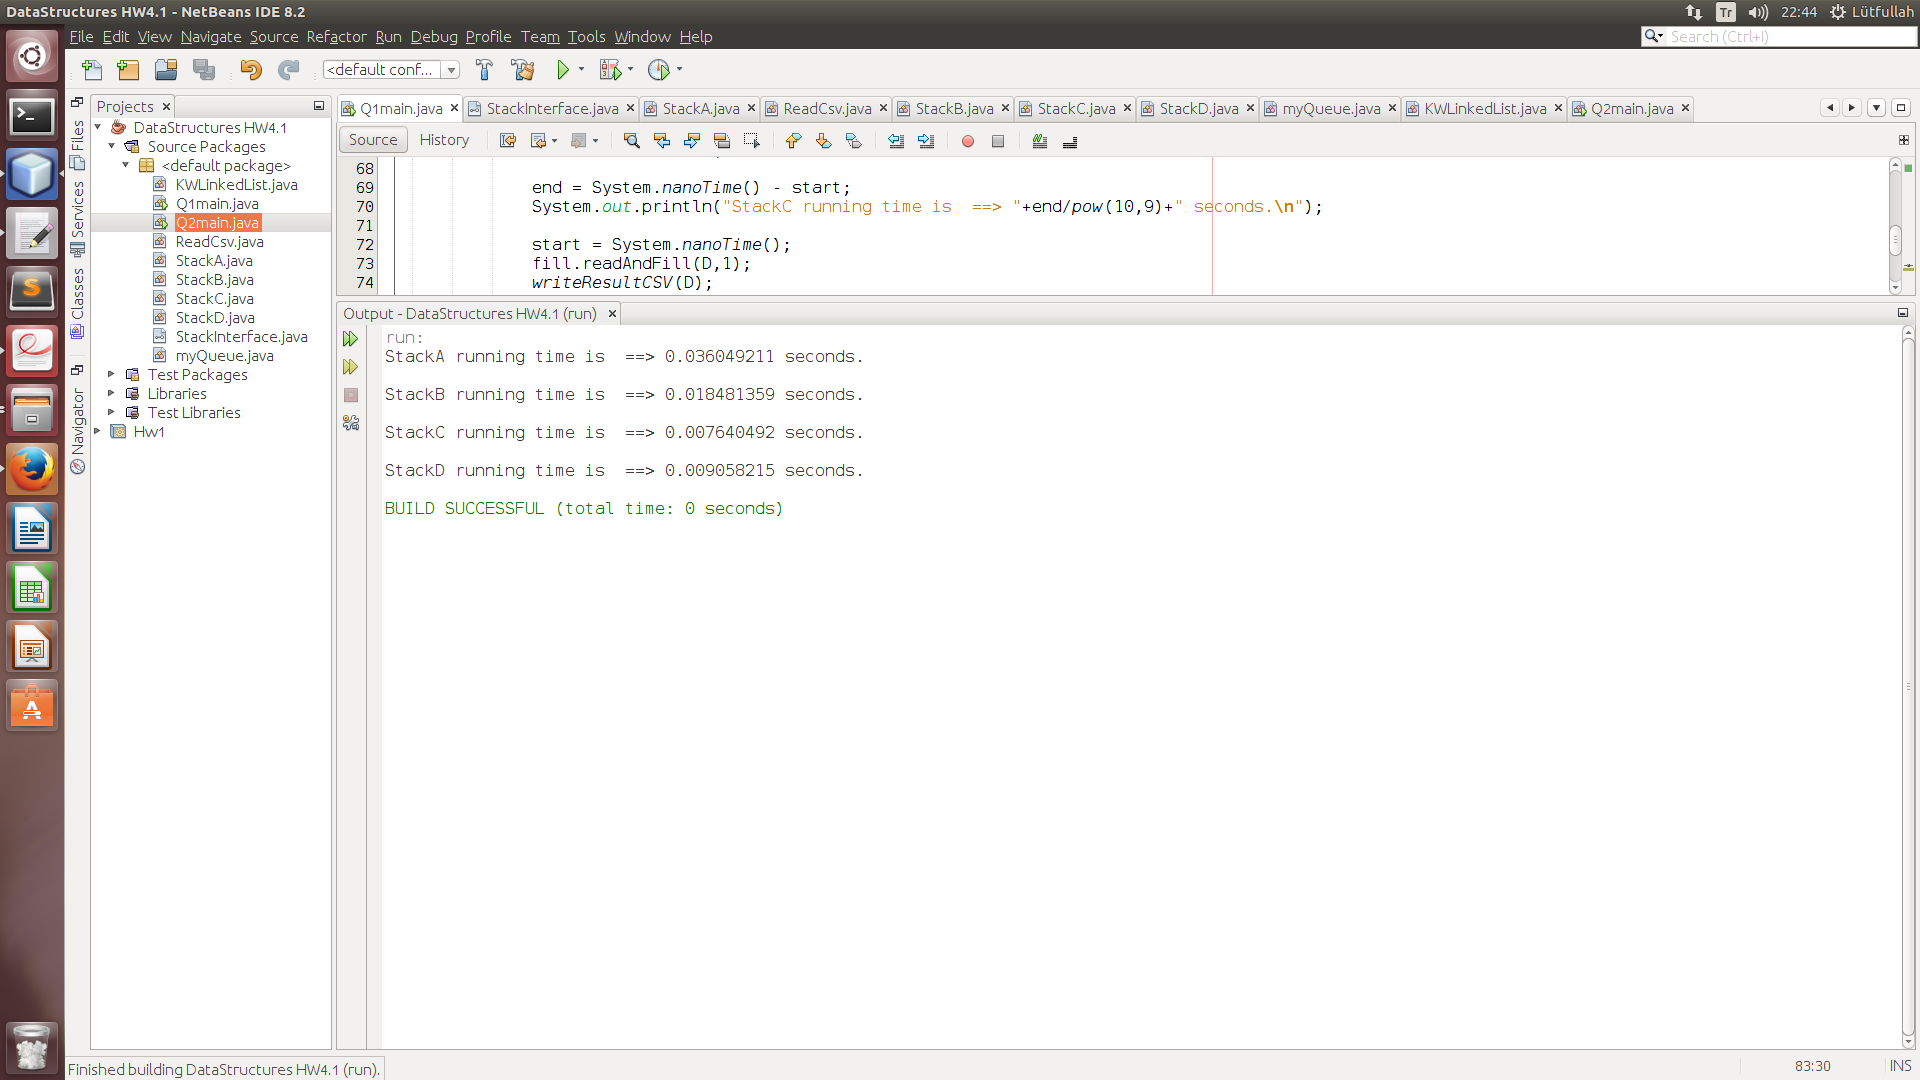 DataStructures HW4.1 - NetBeans IDE 8.2
Tr
22:44
Lütfullah
File Edit View Navigate Source Refactor Run Debug Profile Team Tools Window Help
Search (Ctrl+I)
<default conf...
Projects
Q1main.java StackInterface.java StackA.java ReadCsv.java StackB.java StackC.java StackD.java myQueue.java KWLinkedList.java Q2main.java
Source History
Files
Services
Classes
Navigator
DataStructures HW4.1
Source Packages
<default package>
KWLinkedList.java
Q1main.java
Q2main.java
ReadCsv.java
StackA.java
StackB.java
StackC.java
StackD.java
StackInterface.java
myQueue.java
Test Packages
Libraries
Test Libraries
Hw1
68
69 end = System.nanoTime() - start;
70 System.out.println("StackC running time is  ==> "+end/pow(10,9)+" seconds.\n");
71
72 start = System.nanoTime();
73 fill.readAndFill(D,1);
74 writeResultCSV(D);
Output - DataStructures HW4.1 (run)
run:
StackA running time is  ==> 0.036049211 seconds.
StackB running time is  ==> 0.018481359 seconds.
StackC running time is  ==> 0.007640492 seconds.
StackD running time is  ==> 0.009058215 seconds.
BUILD SUCCESSFUL (total time: 0 seconds)
Finished building DataStructures HW4.1 (run).
83:30
INS